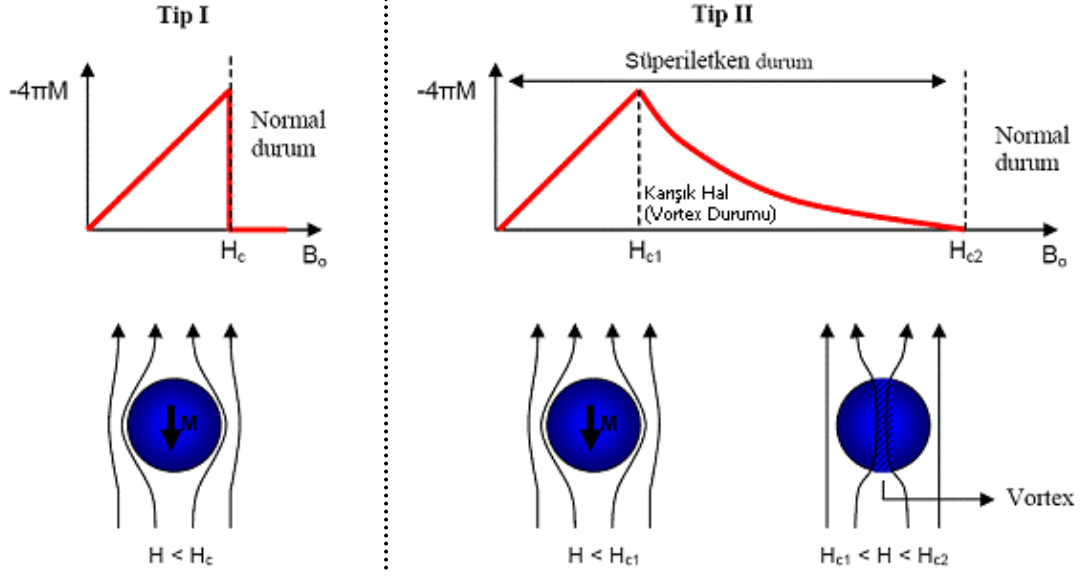 Tip I
-4πM
Normal
durum
Hc
Bo
M
H < Hc
Tip II
Süperiletken durum
-4πM
Normal
durum
Karışık Hal
(Vortex Durumu)
Hc1
Hc2
Bo
M
H < Hc1
Vortex
Hc1 < H < Hc2